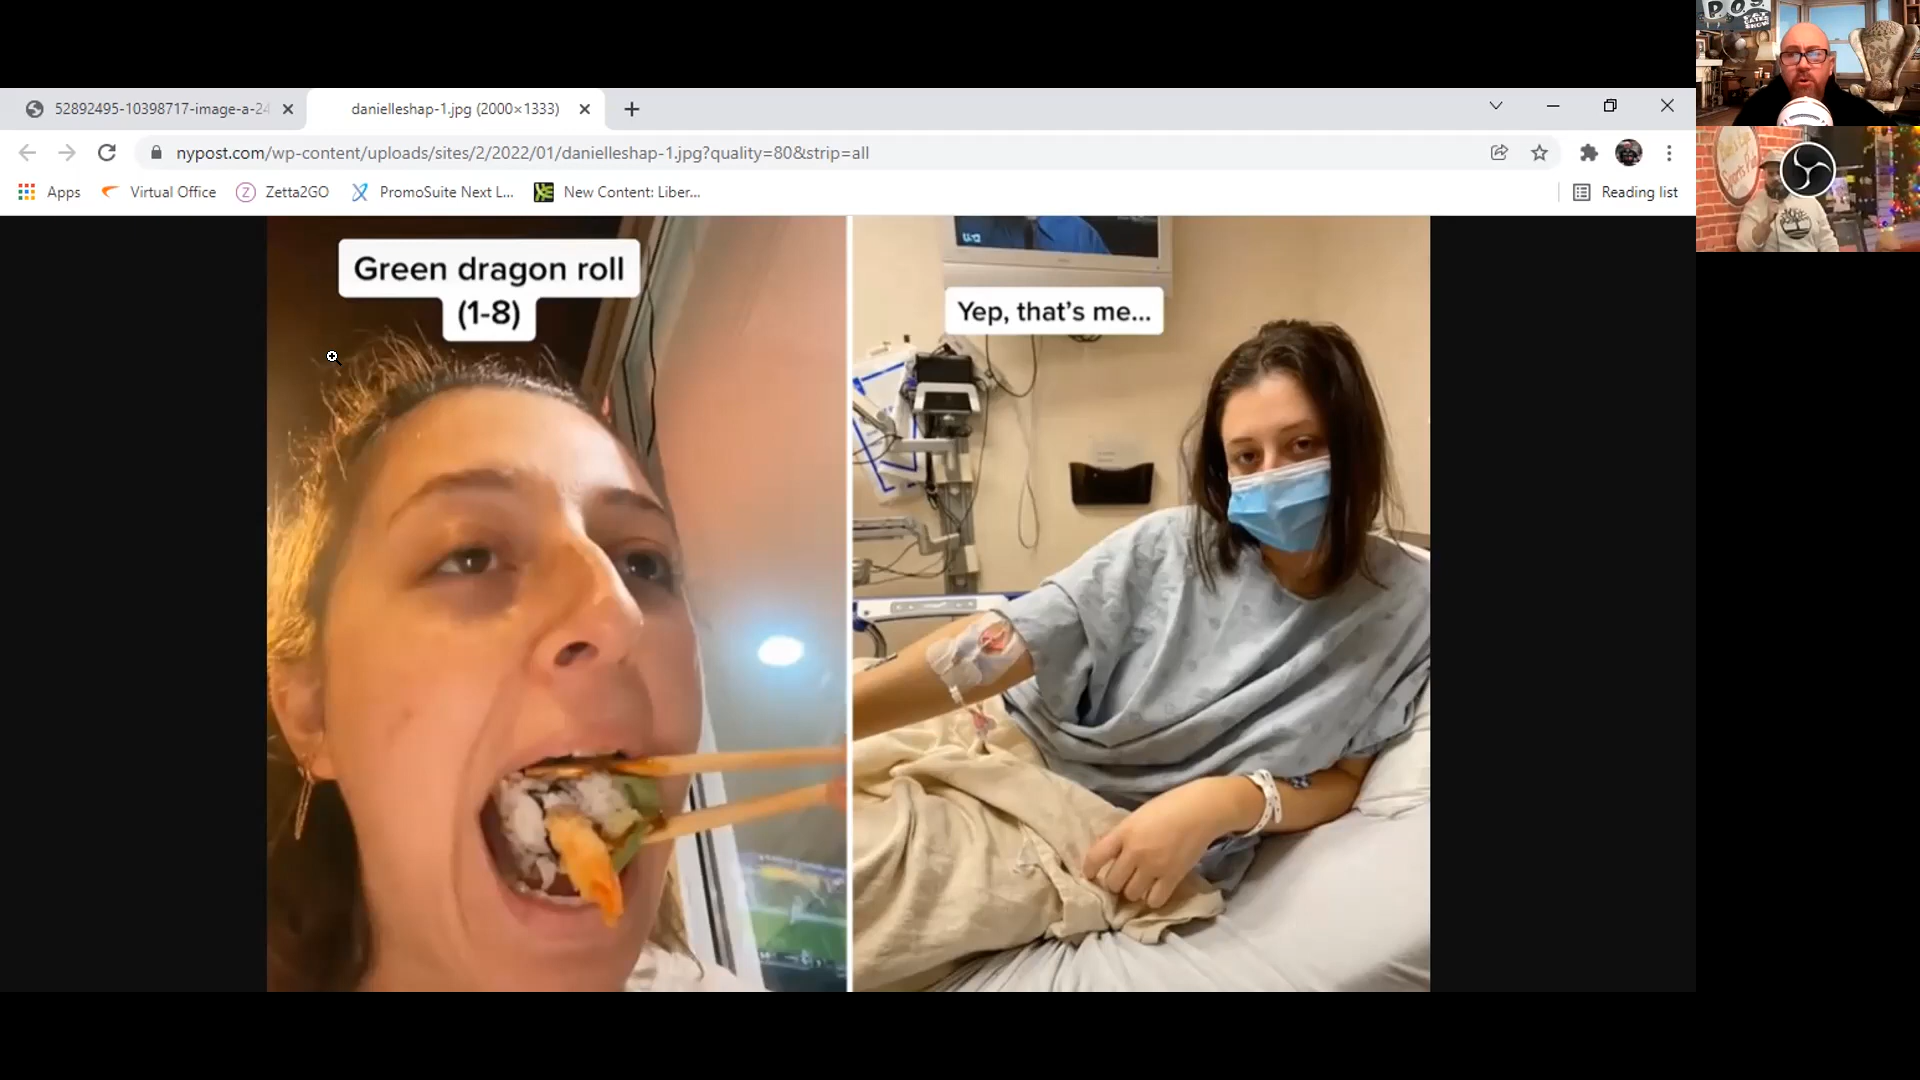 52892495-10398717-image-a-24
danielleshap-1.jpg (2000×1333)
nypost.com/wp-content/uploads/sites/2/2022/01/danielleshap-1.jpg?quality=80&strip=all
Apps
Virtual Office
Zetta2GO
PromoSuite Next L...
New Content: Liber...
Reading list
Green dragon roll
(1-8)
Yep, that's me...